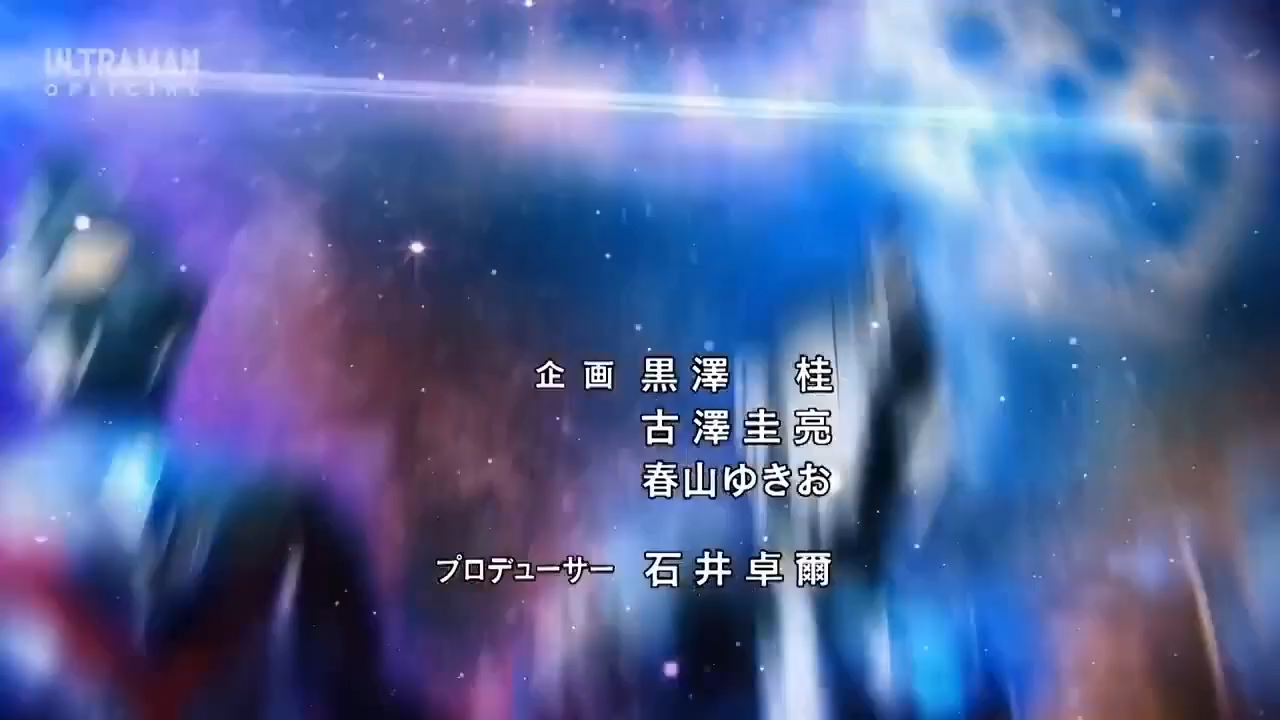 ULTRAMAN
OFFICIAL
企画 黒澤 桂
古澤圭亮
春山ゆきお
プロデューサー 石井卓爾